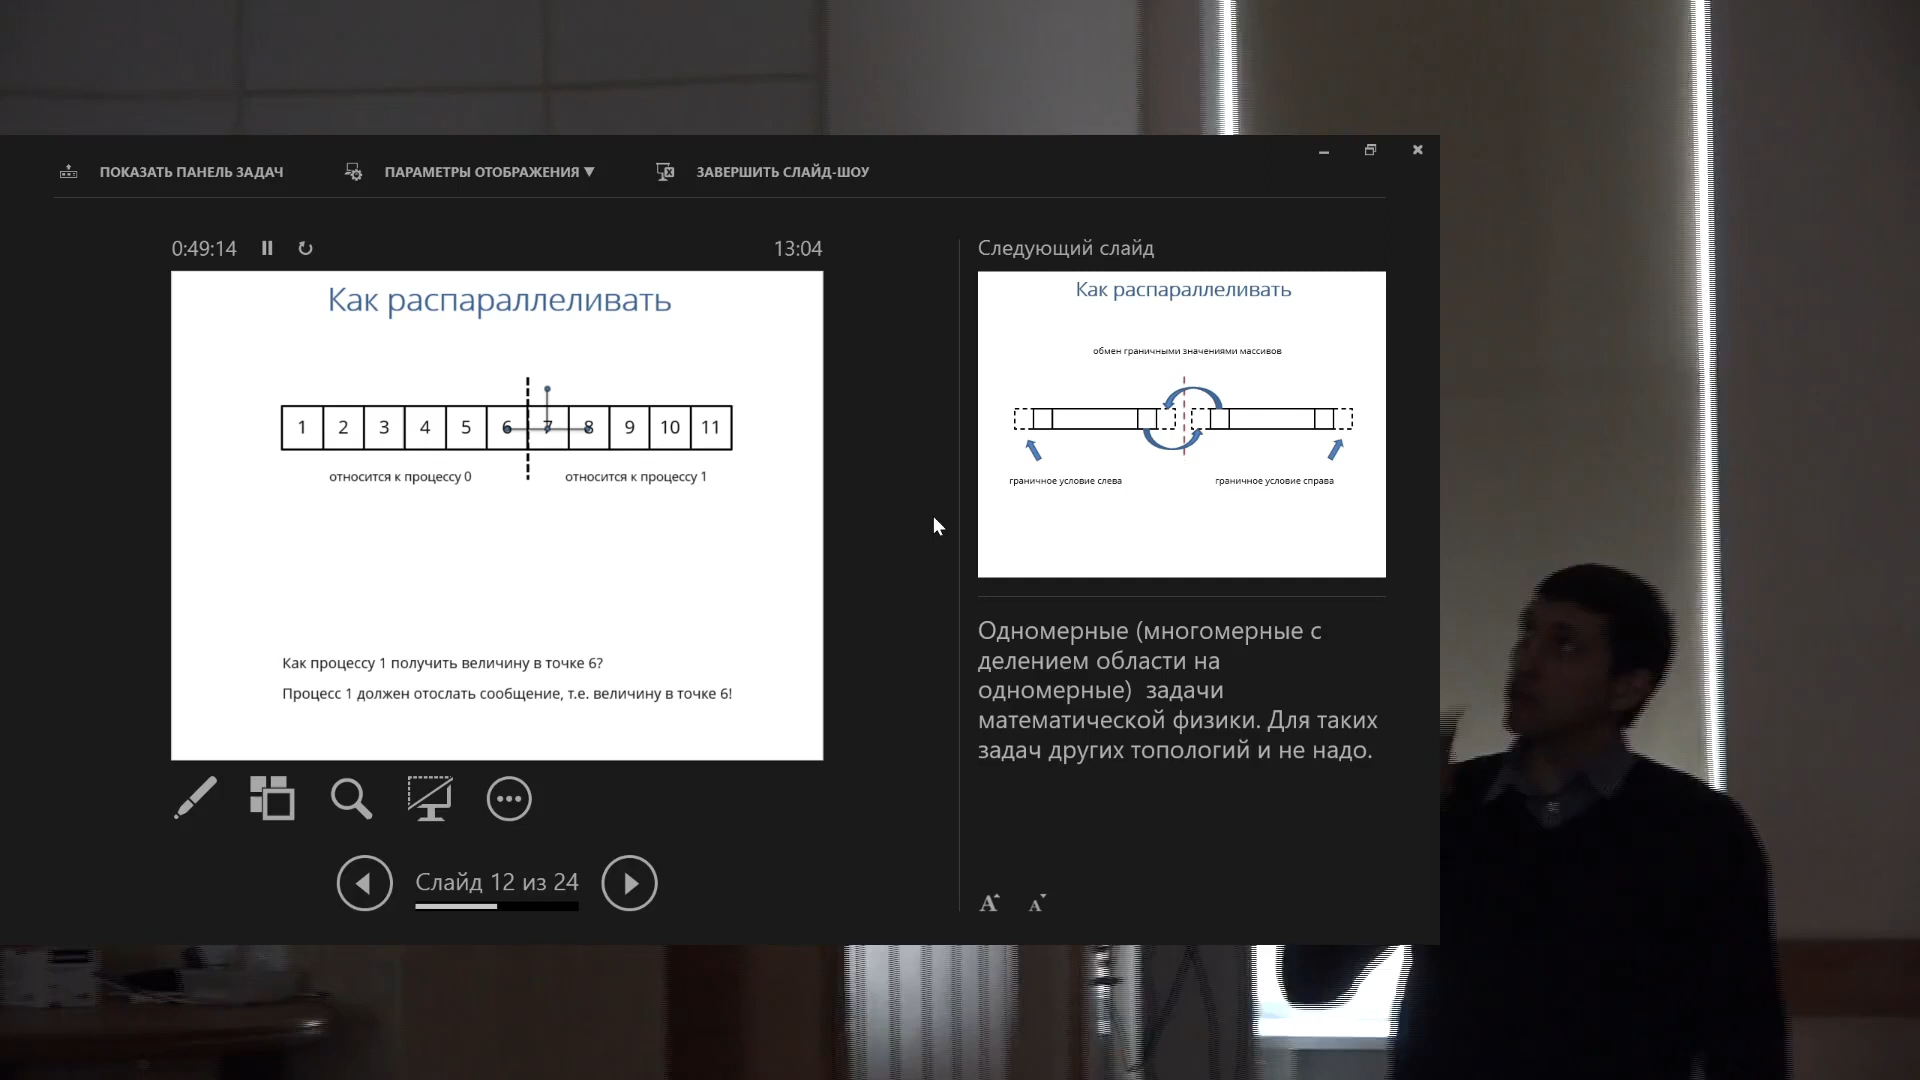 ПОКАЗАТЬ ПАНЕЛЬ ЗАДАЧ ПАРАМЕТРЫ ОТОБРАЖЕНИЯ ▼ ЗАВЕРШИТЬ СЛАЙД-ШОУ
0:49:14 13:04
Как распараллеливать
1 2 3 4 5 6 7 8 9 10 11
относится к процессу 0 относится к процессу 1
Как процессу 1 получить величину в точке 6?
Процесс 1 должен отослать сообщение, т.е. величину в точке 6!
Слайд 12 из 24
Следующий слайд
Как распараллеливать
обмен граничными значениями массивов
граничное условие слева граничное условие справа
Одномерные (многомерные с
делением области на
одномерные) задачи
математической физики. Для таких
задач других топологий и не надо.
A A